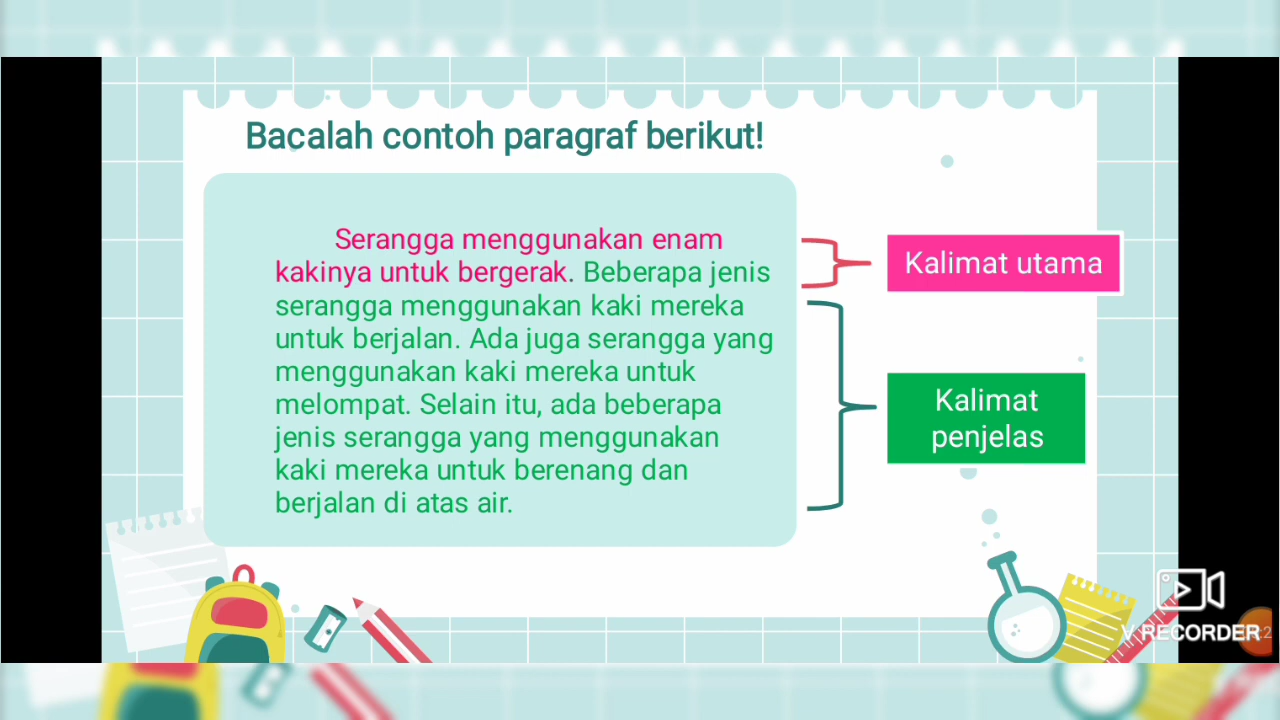 Bacalah contoh paragraf berikut!
Serangga menggunakan enam
kakinya untuk bergerak. Beberapa jenis
serangga menggunakan kaki mereka
untuk berjalan. Ada juga serangga yang
menggunakan kaki mereka untuk
melompat. Selain itu, ada beberapa
jenis serangga yang menggunakan
kaki mereka untuk berenang dan
berjalan di atas air.
Kalimat utama
Kalimat
penjelas
V RECORDER